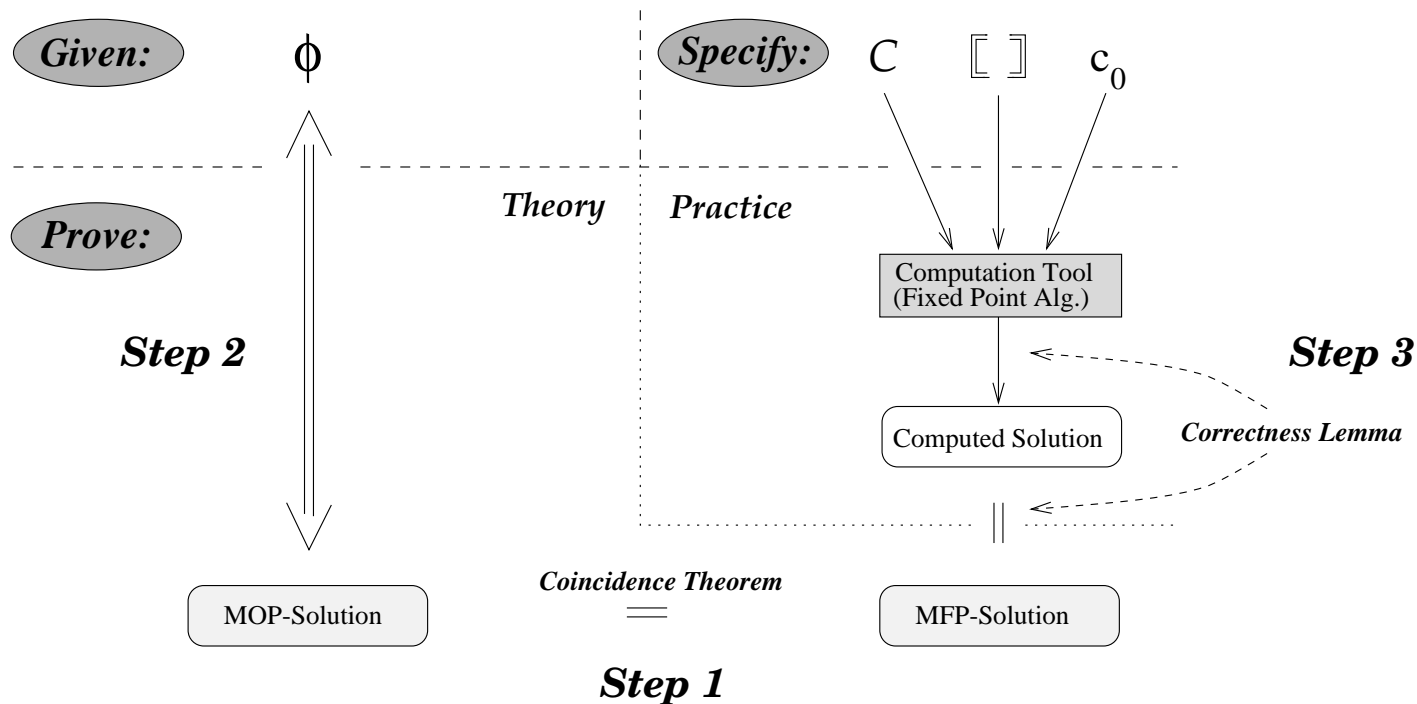 Given:
ϕ
Specify:
C
⟦ ⟧
c₀
Theory
Practice
Prove:
Computation Tool
(Fixed Point Alg.)
Step 2
Step 3
Computed Solution
Correctness Lemma
Coincidence Theorem
MOP-Solution
=
MFP-Solution
Step 1